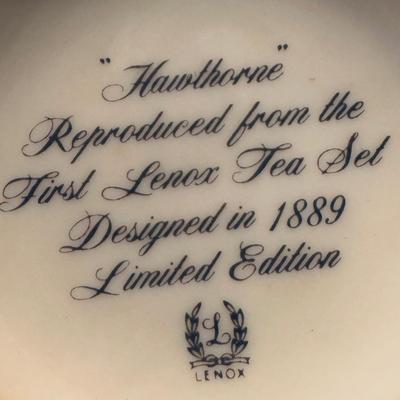 "Hawthorne"
Reproduced from the
First Lenox Tea Set
Designed in 1889
Limited Edition
L
LENOX